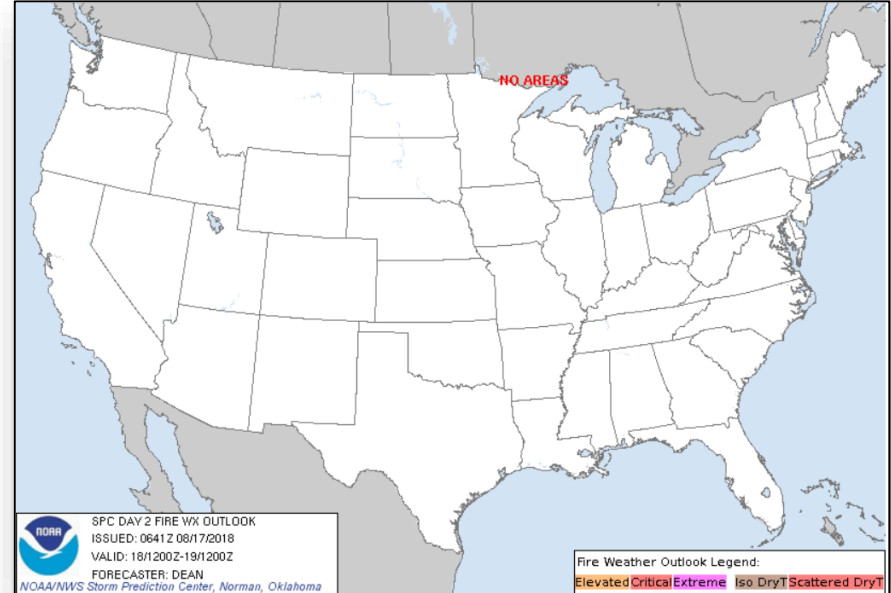 NO AREAS
NOAA
SPC DAY 2 FIRE WX OUTLOOK
ISSUED: 0641Z 08/17/2018
VALID: 18/1200Z-19/1200Z
FORECASTER: DEAN
NOAA/NWS Storm Prediction Center, Norman, Oklahoma
Fire Weather Outlook Legend:
Elevated Critical Extreme Iso DryT Scattered DryT